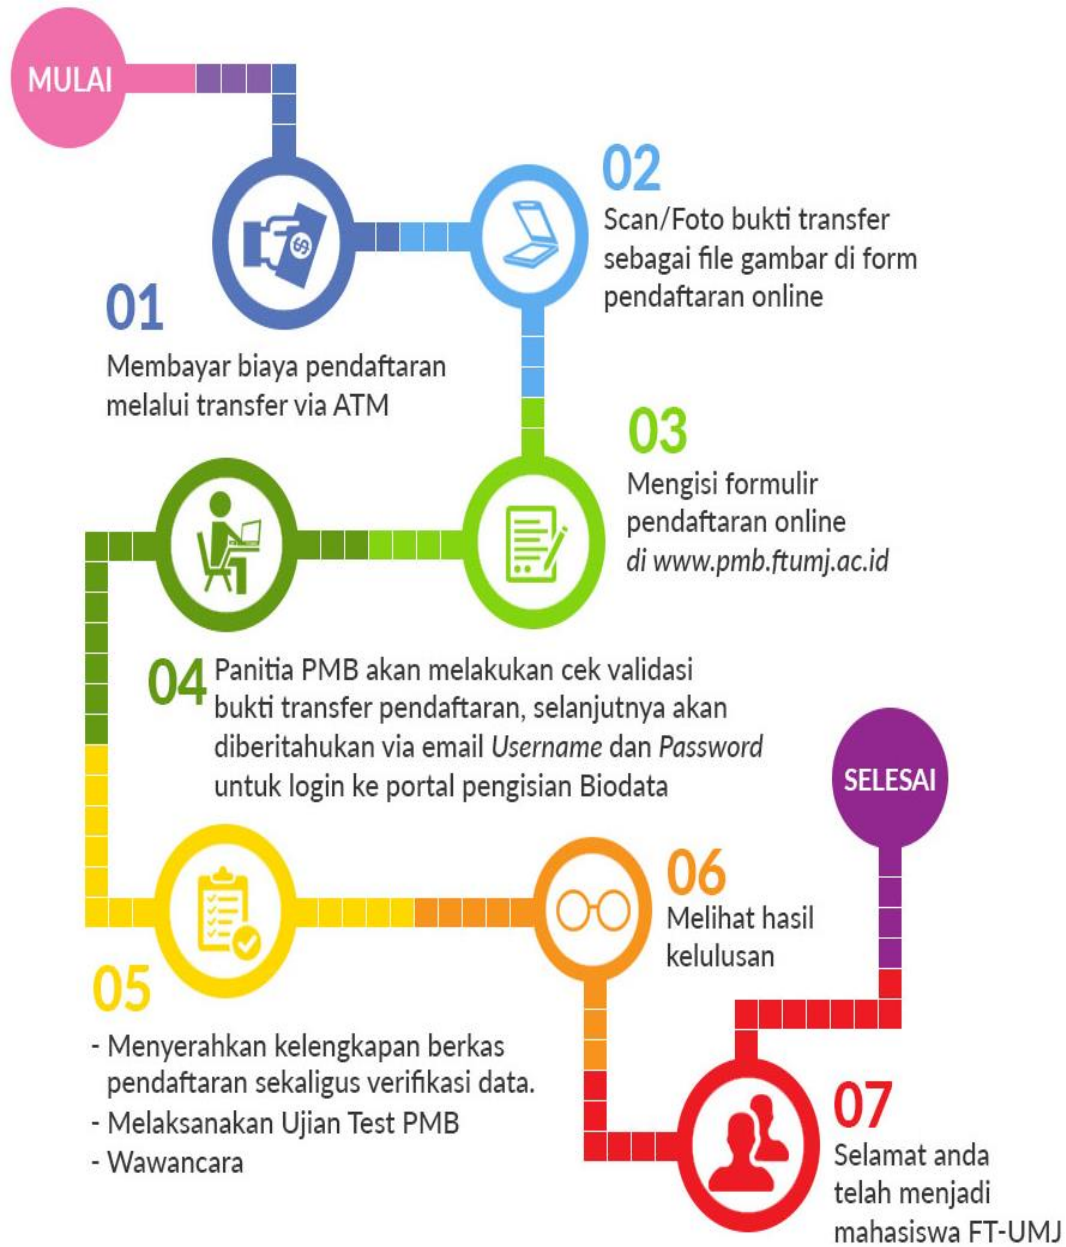 MULAI
01
Membayar biaya pendaftaran
melalui transfer via ATM
02
Scan/Foto bukti transfer
sebagai file gambar di form
pendaftaran online
03
Mengisi formulir
pendaftaran online
di www.pmb.ftumj.ac.id
04
Panitia PMB akan melakukan cek validasi
bukti transfer pendaftaran, selanjutnya akan
diberitahukan via email Username dan Password
untuk login ke portal pengisian Biodata
05
- Menyerahkan kelengkapan berkas
pendaftaran sekaligus verifikasi data.
- Melaksanakan Ujian Test PMB
- Wawancara
06
Melihat hasil
kelulusan
07
Selamat anda
telah menjadi
mahasiswa FT-UMJ
SELESAI